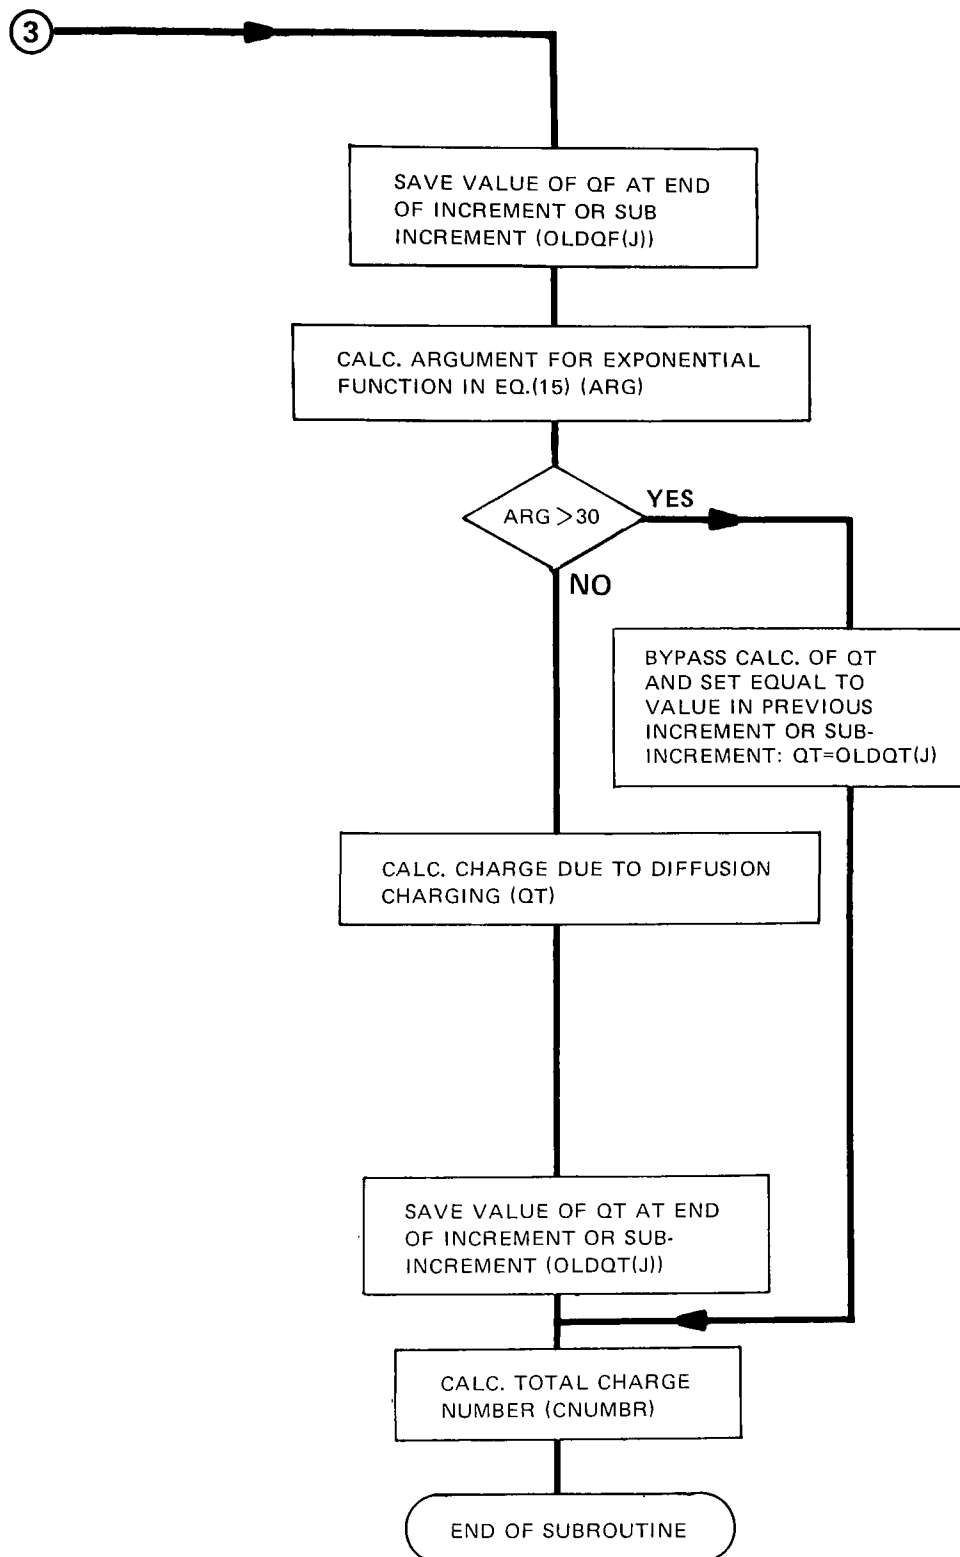 3
SAVE VALUE OF QF AT END
OF INCREMENT OR SUB
INCREMENT (OLDQF(J))
CALC. ARGUMENT FOR EXPONENTIAL
FUNCTION IN EQ.(15) (ARG)
ARG >30
YES
NO
BYPASS CALC. OF QT
AND SET EQUAL TO
VALUE IN PREVIOUS
INCREMENT OR SUB-
INCREMENT: QT=OLDQT(J)
CALC. CHARGE DUE TO DIFFUSION
CHARGING (QT)
SAVE VALUE OF QT AT END
OF INCREMENT OR SUB-
INCREMENT (OLDQT(J))
CALC. TOTAL CHARGE
NUMBER (CNUMBR)
END OF SUBROUTINE